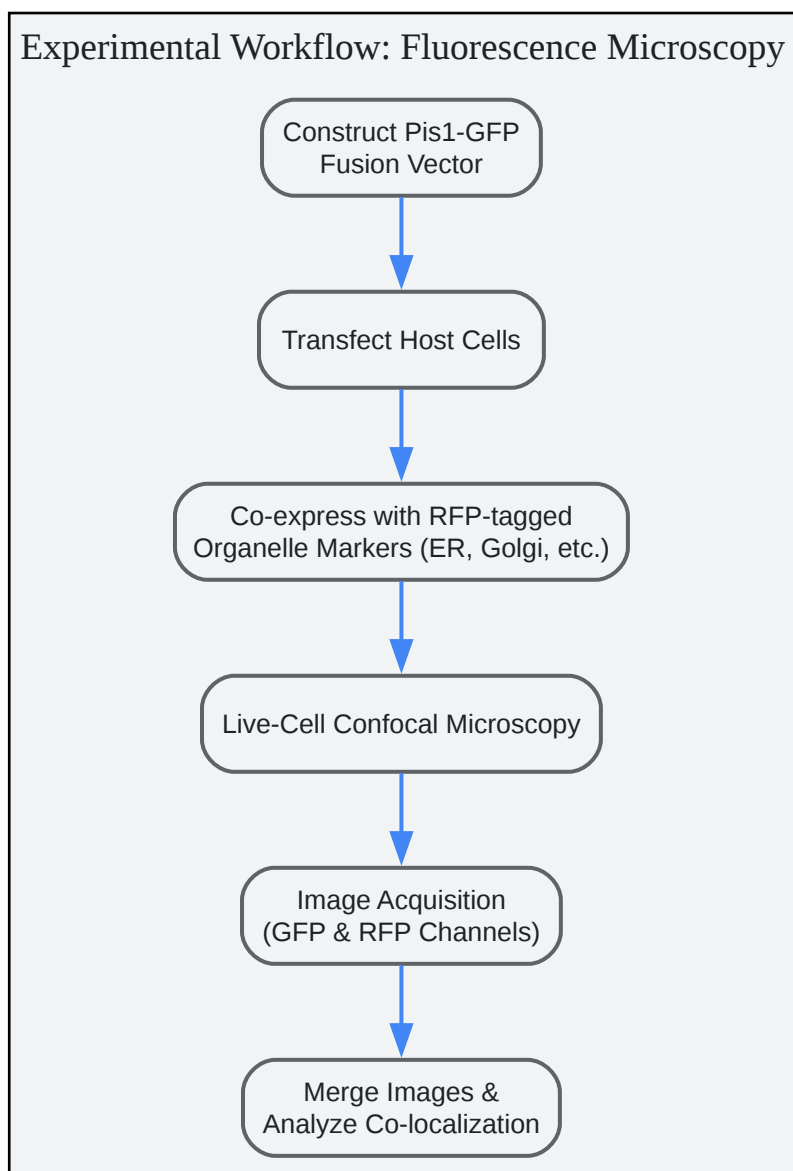 Experimental Workflow: Fluorescence Microscopy
Construct Pis1-GFP
Fusion Vector
Transfect Host Cells
Co-express with RFP-tagged
Organelle Markers (ER, Golgi, etc.)
Live-Cell Confocal Microscopy
Image Acquisition
(GFP & RFP Channels)
Merge Images &
Analyze Co-localization